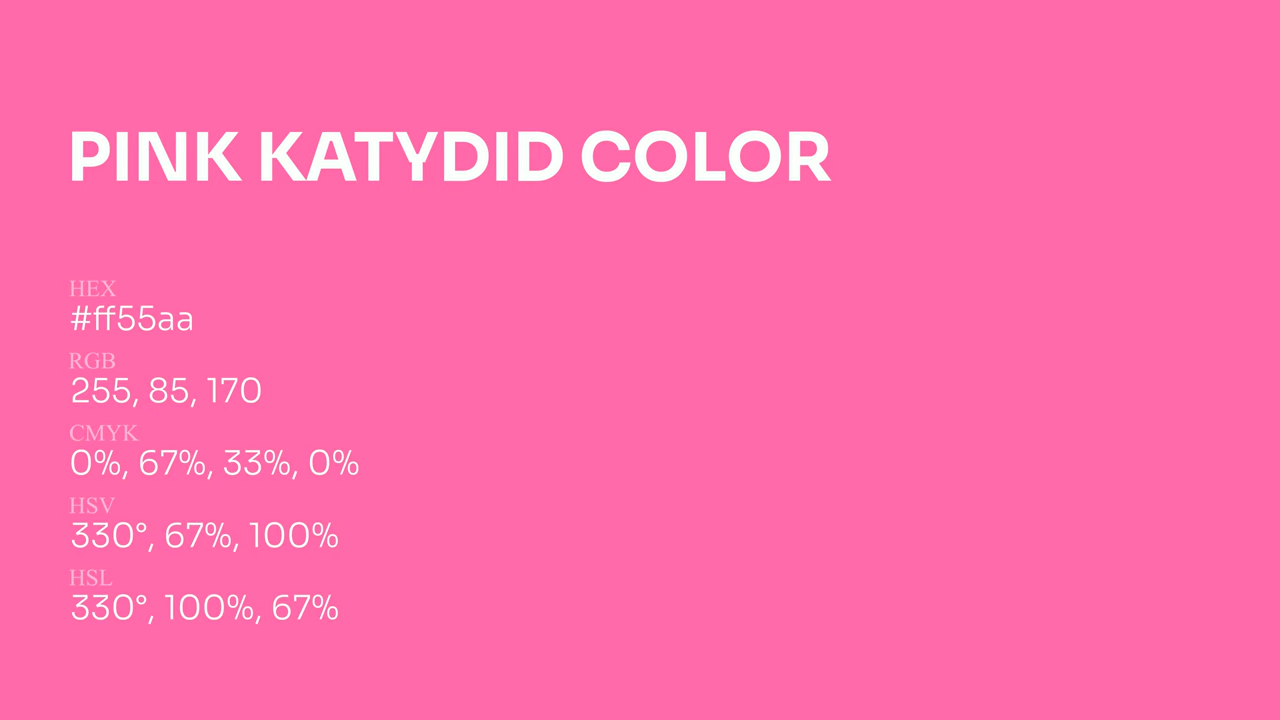 PINK KATYDID COLOR
HEX
#ff55aa
RGB
255, 85, 170
CMYK
0%, 67%, 33%, 0%
HSV
330°, 67%, 100%
HSL
330°, 100%, 67%